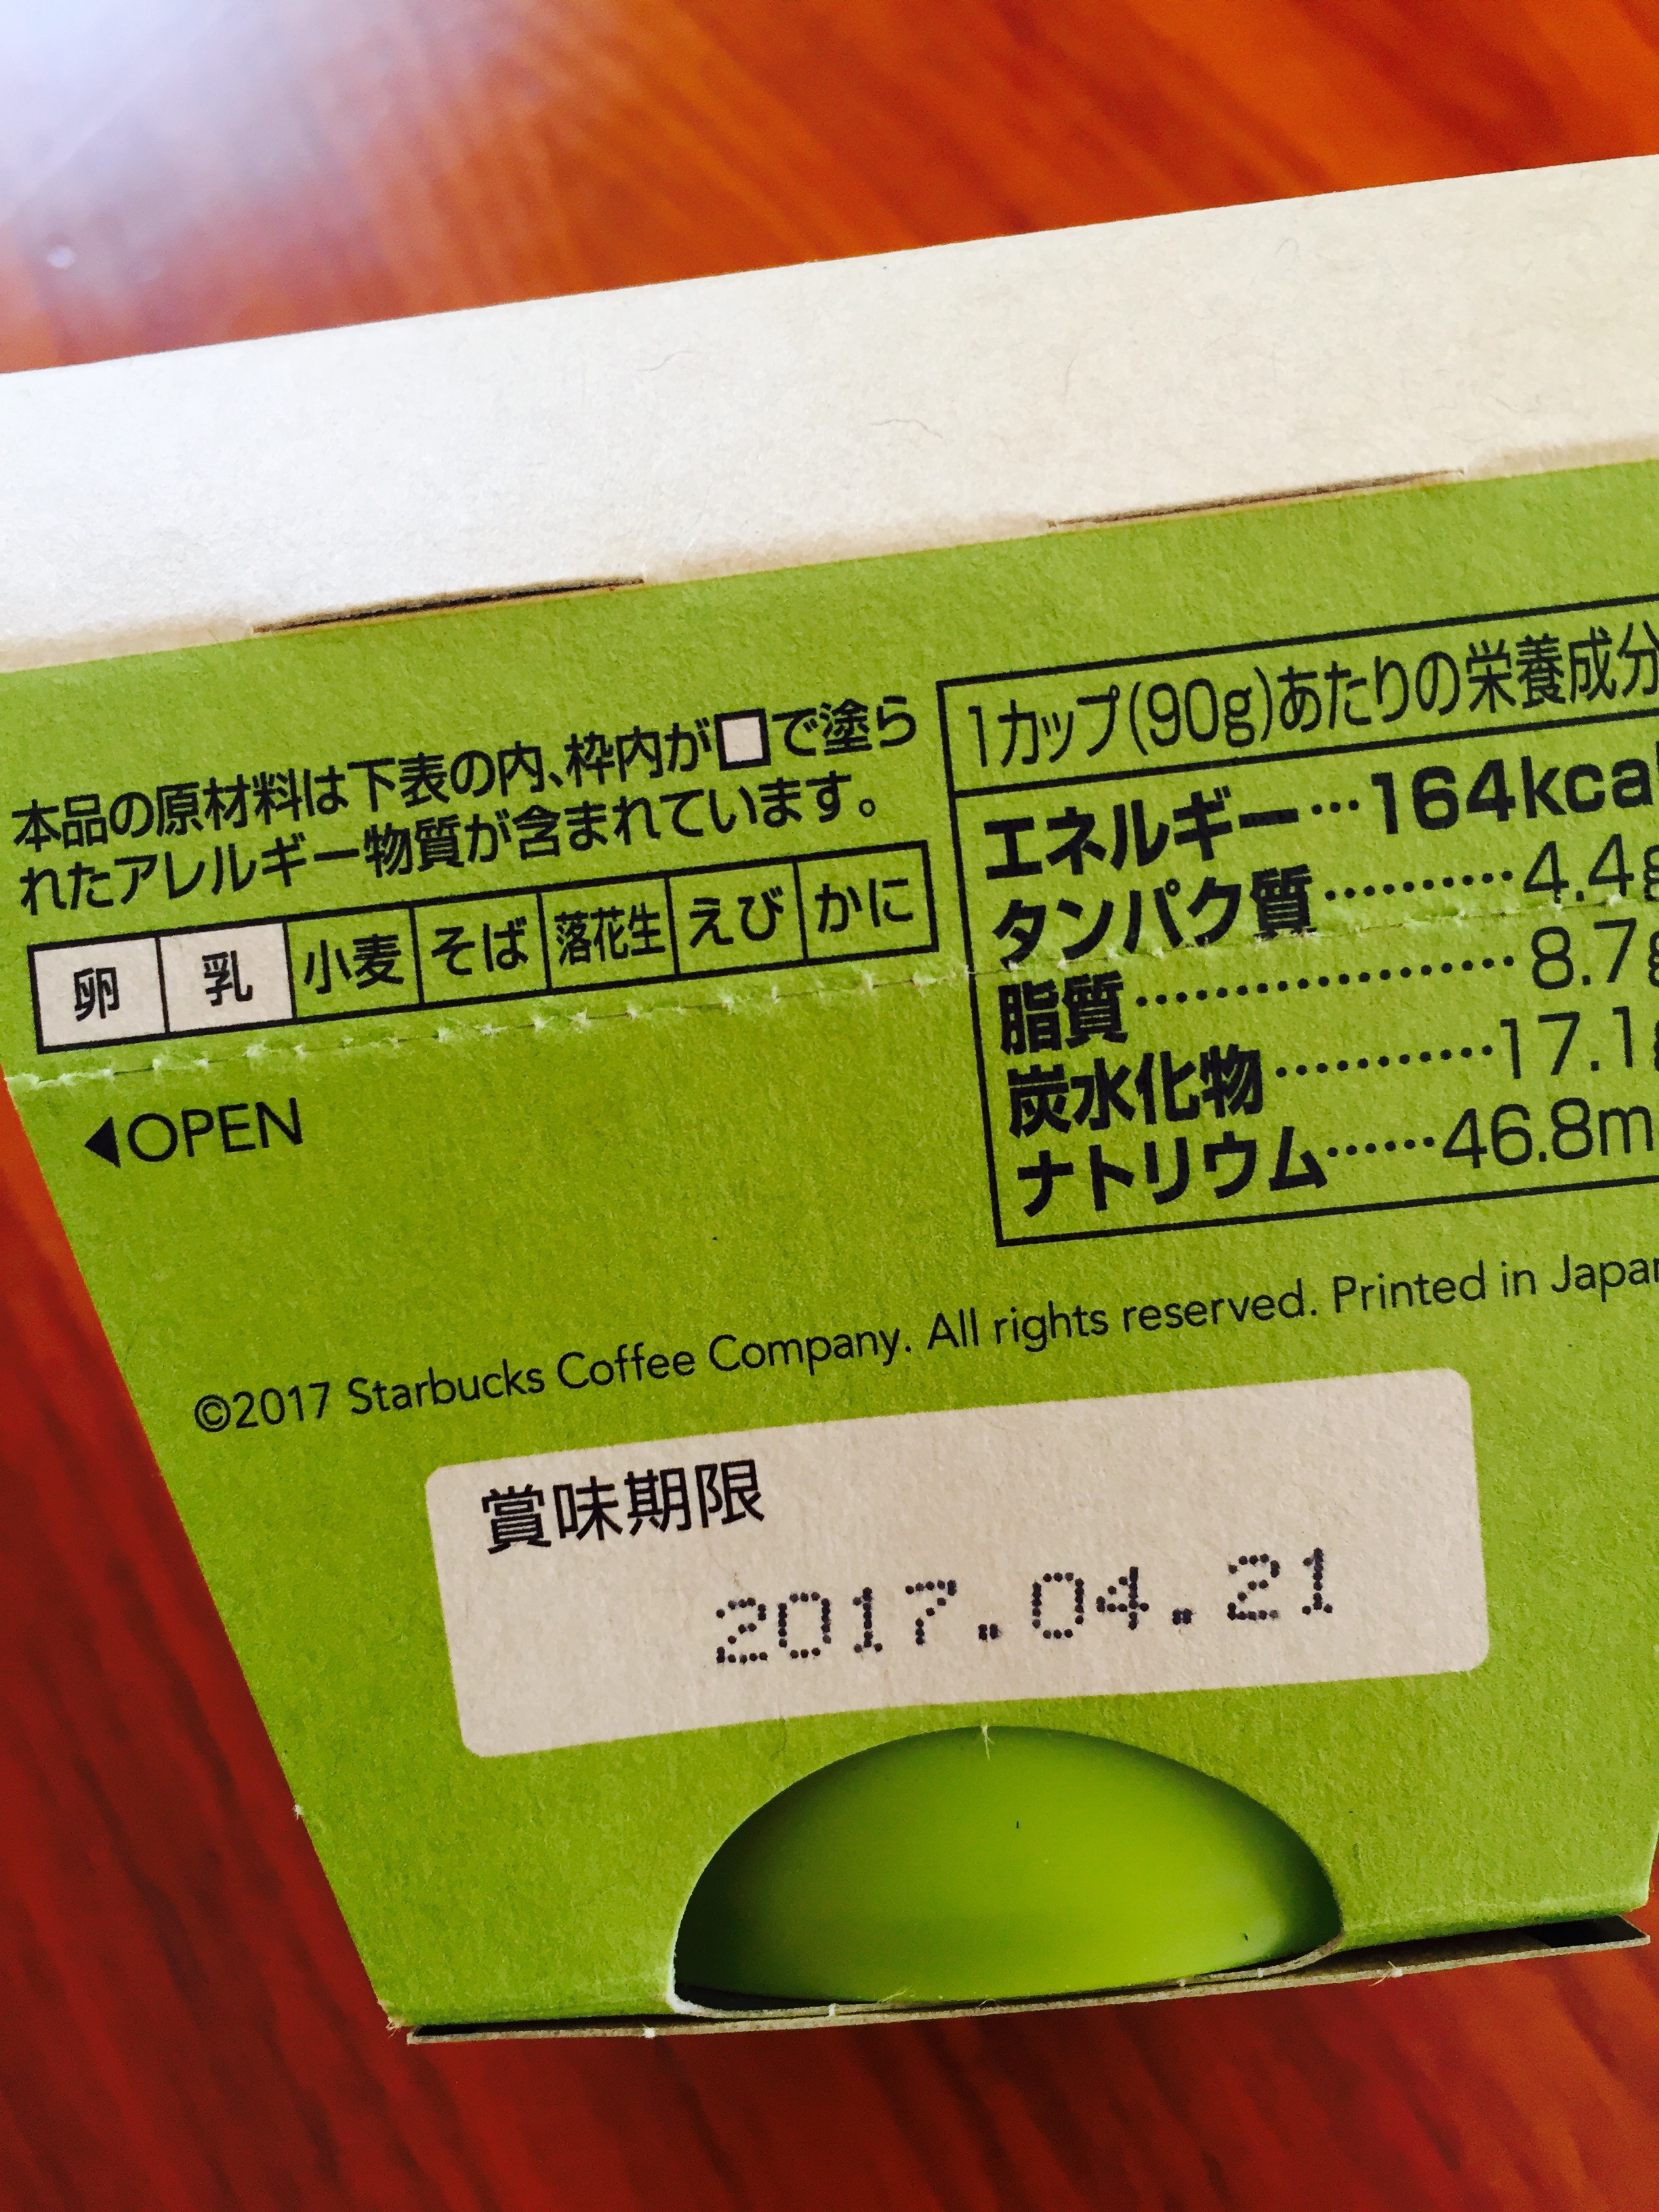 本品の原材料は下表の内、枠内が□で塗ら
れたアレルギー物質が含まれています。
卵 乳 小麦 そば 落花生 えび かに
◀OPEN
1カップ(90g)あたりの栄養成分
エネルギー…164kcal
タンパク質………4.4g
脂質………………8.7g
炭水化物…………17.1g
ナトリウム……46.8m
©2017 Starbucks Coffee Company. All rights reserved. Printed in Japan
賞味期限
2017.04.21